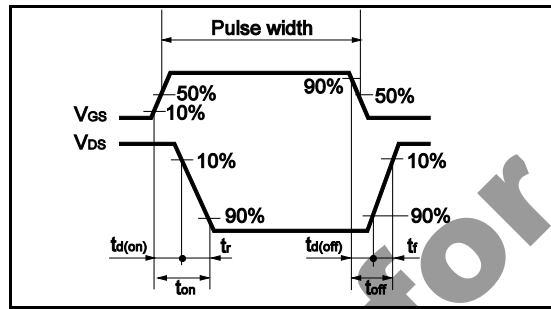 Pulse width
90%
50%
50%
10%
VGS
VDS
10%
10%
90%
90%
td(on)
tr
td(off)
tf
ton
toff
for